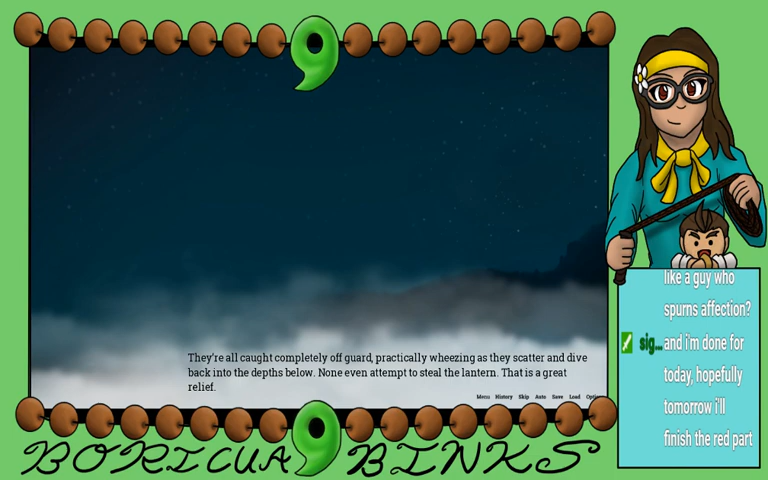 They're all caught completely off guard, practically wheezing as they scatter and dive
back into the depths below. None even attempt to steal the lantern. That is a great
relief.
Menu History Skip Auto Save Load
like a guy who
spurns affection?
sig... and i'm done for
today, hopefully
tomorrow i'll
finish the red part
BORICUA BINKS